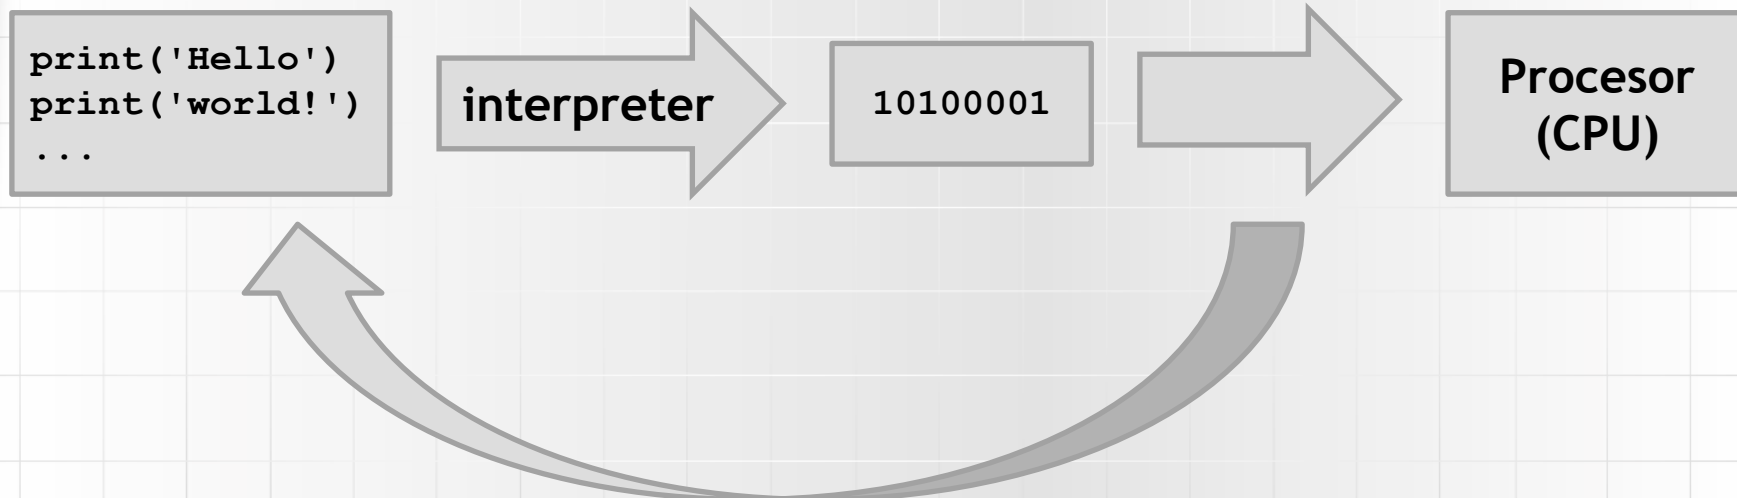 print('Hello')
print('world!')
...
interpreter
10100001
Procesor
(CPU)